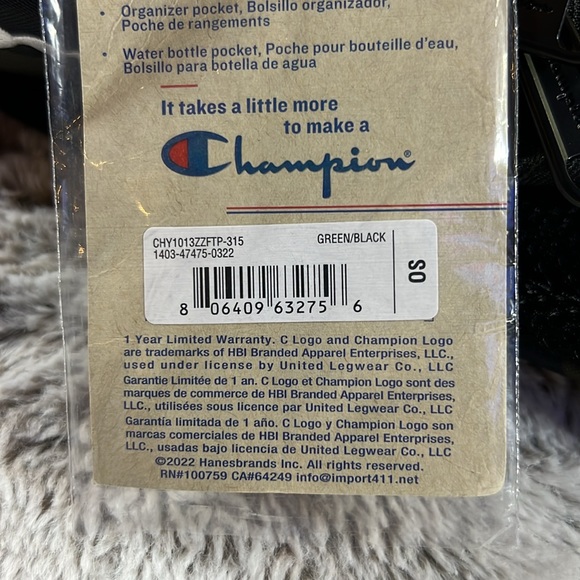 • Organizer pocket, Bolsillo organizador,
Poche de rangements
• Water bottle pocket, Poche pour bouteille d'eau,
Bolsillo para botella de agua
It takes a little more
to make a
Champion®
CHY1013ZZFTP-315 GREEN/BLACK
1403-47475-0322
OS
8 06409 63275 6
1 Year Limited Warranty. C Logo and Champion Logo
are trademarks of HBI Branded Apparel Enterprises, LLC.,
used under license by United Legwear Co., LLC
Garantie Limitée de 1 an. C Logo et Champion Logo sont des
marques de commerce de HBI Branded Apparel Enterprises,
LLC., utilisées sous licence par United Legwear Co., LLC
Garantía limitada de 1 año. C Logo y Champion Logo son
marcas comerciales de HBI Branded Apparel Enterprises,
LLC., usadas bajo licencia de United Legwear Co., LLC
©2022 Hanesbrands Inc. All rights reserved.
RN#100759 CA#64249 info@import411.net